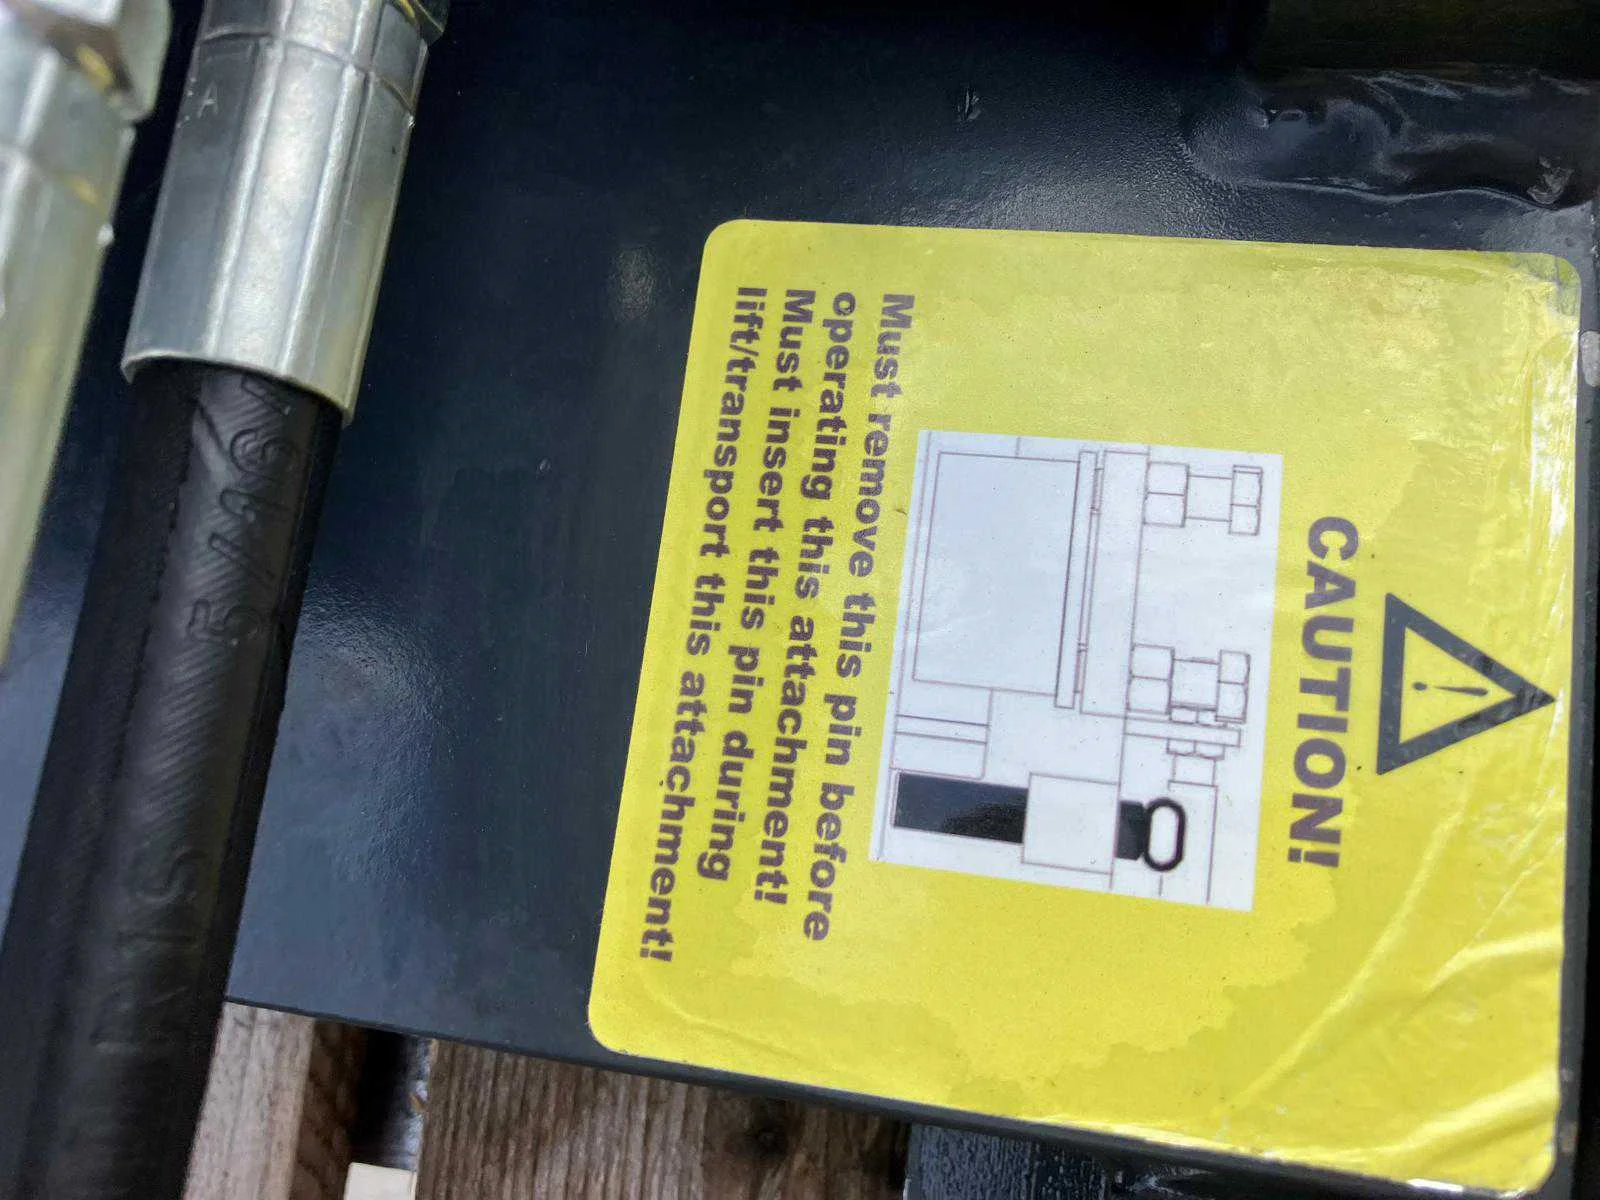 CAUTION!
Must remove this pin before
operating this attachment!
Must insert this pin during
lift/transport this attachment!